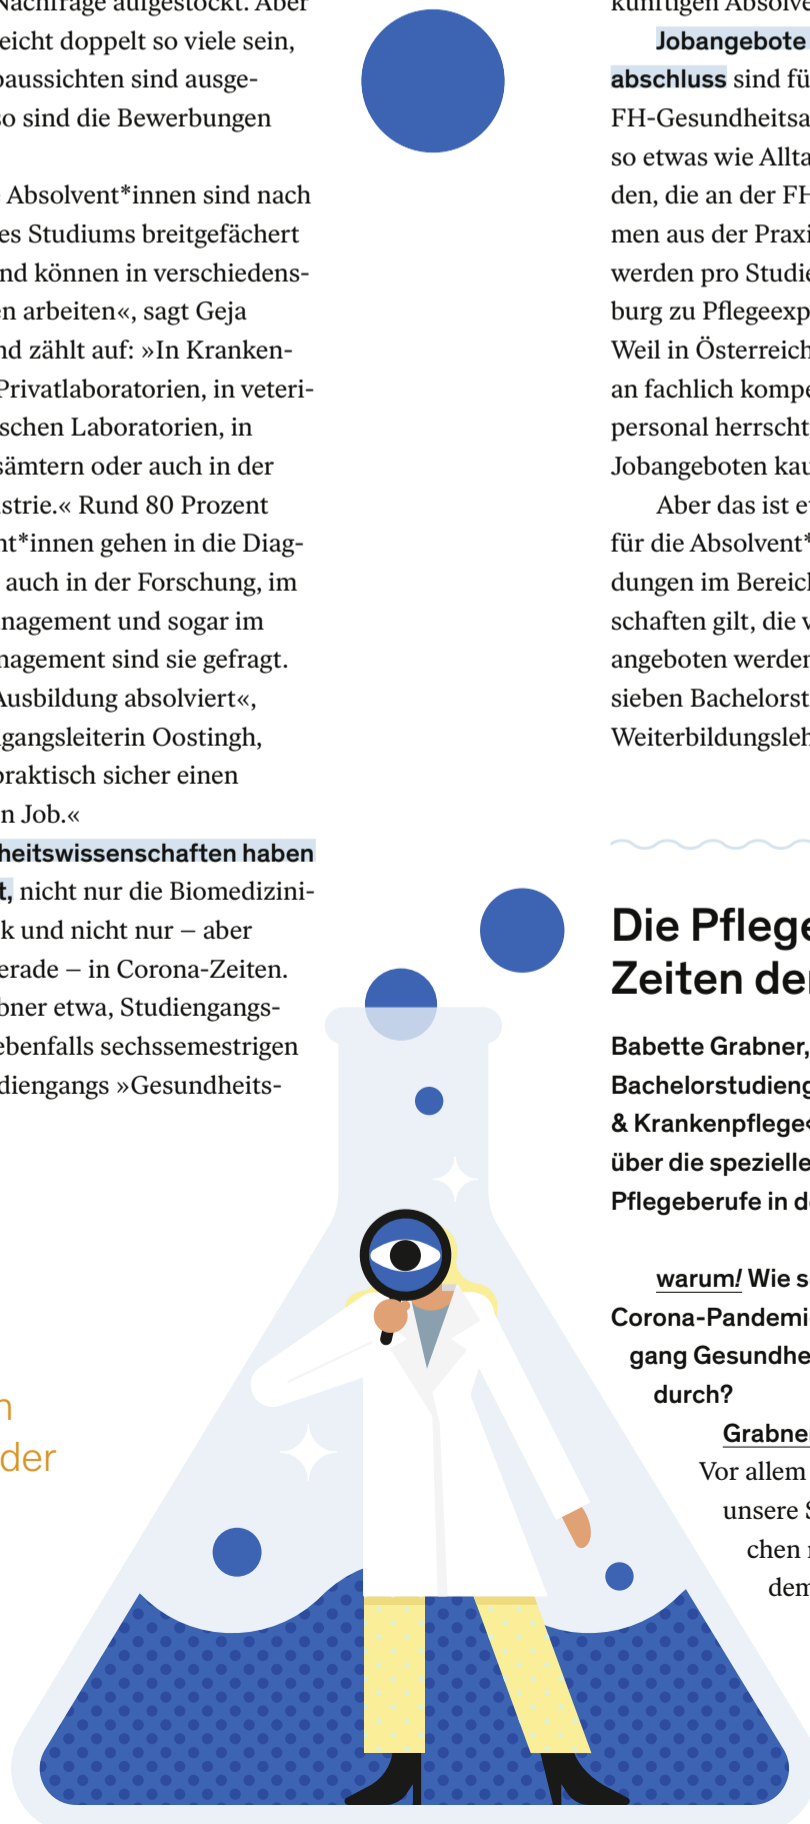 Nachfrage aufgestockt. Aber
eicht doppelt so viele sein,
aussichten sind ausge-
so sind die Bewerbungen
Absolvent*innen sind nach
es Studiums breitgefächert
nd können in verschiedens-
n arbeiten«, sagt Geja
nd zählt auf: »In Kranken-
Privatlaboratorien, in veteri-
schen Laboratorien, in
sämtern oder auch in der
strie.« Rund 80 Prozent
nt*innen gehen in die Diag-
auch in der Forschung, im
nagement und sogar im
nagement sind sie gefragt.
Ausbildung absolviert«,
gangsleiterin Oostingh,
praktisch sicher einen
n Job.«
heitswissenschaften haben
t, nicht nur die Biomedizini-
k und nicht nur – aber
erade – in Corona-Zeiten.
bner etwa, Studiengangs-
ebenfalls sechssemestrigen
diengangs »Gesundheits-
n
der
künftigen Absolve
Jobangebote
abschluss sind fü
FH-Gesundheitsa
so etwas wie Allta
den, die an der FH
men aus der Praxi
werden pro Studie
burg zu Pflegeexp
Weil in Österreich
an fachlich kompe
personal herrscht
Jobangeboten kau
Aber das ist e
für die Absolvent*
dungen im Bereich
schaften gilt, die v
angeboten werden
sieben Bachelorst
Weiterbildungsleh
Die Pflege
Zeiten de
Babette Grabner,
Bachelorstudieng
& Krankenpflege«
über die spezielle
Pflegeberufe in d
warum! Wie s
Corona-Pandemi
gang Gesundhe
durch?
Grabner
Vor allem
unsere S
chen
dem